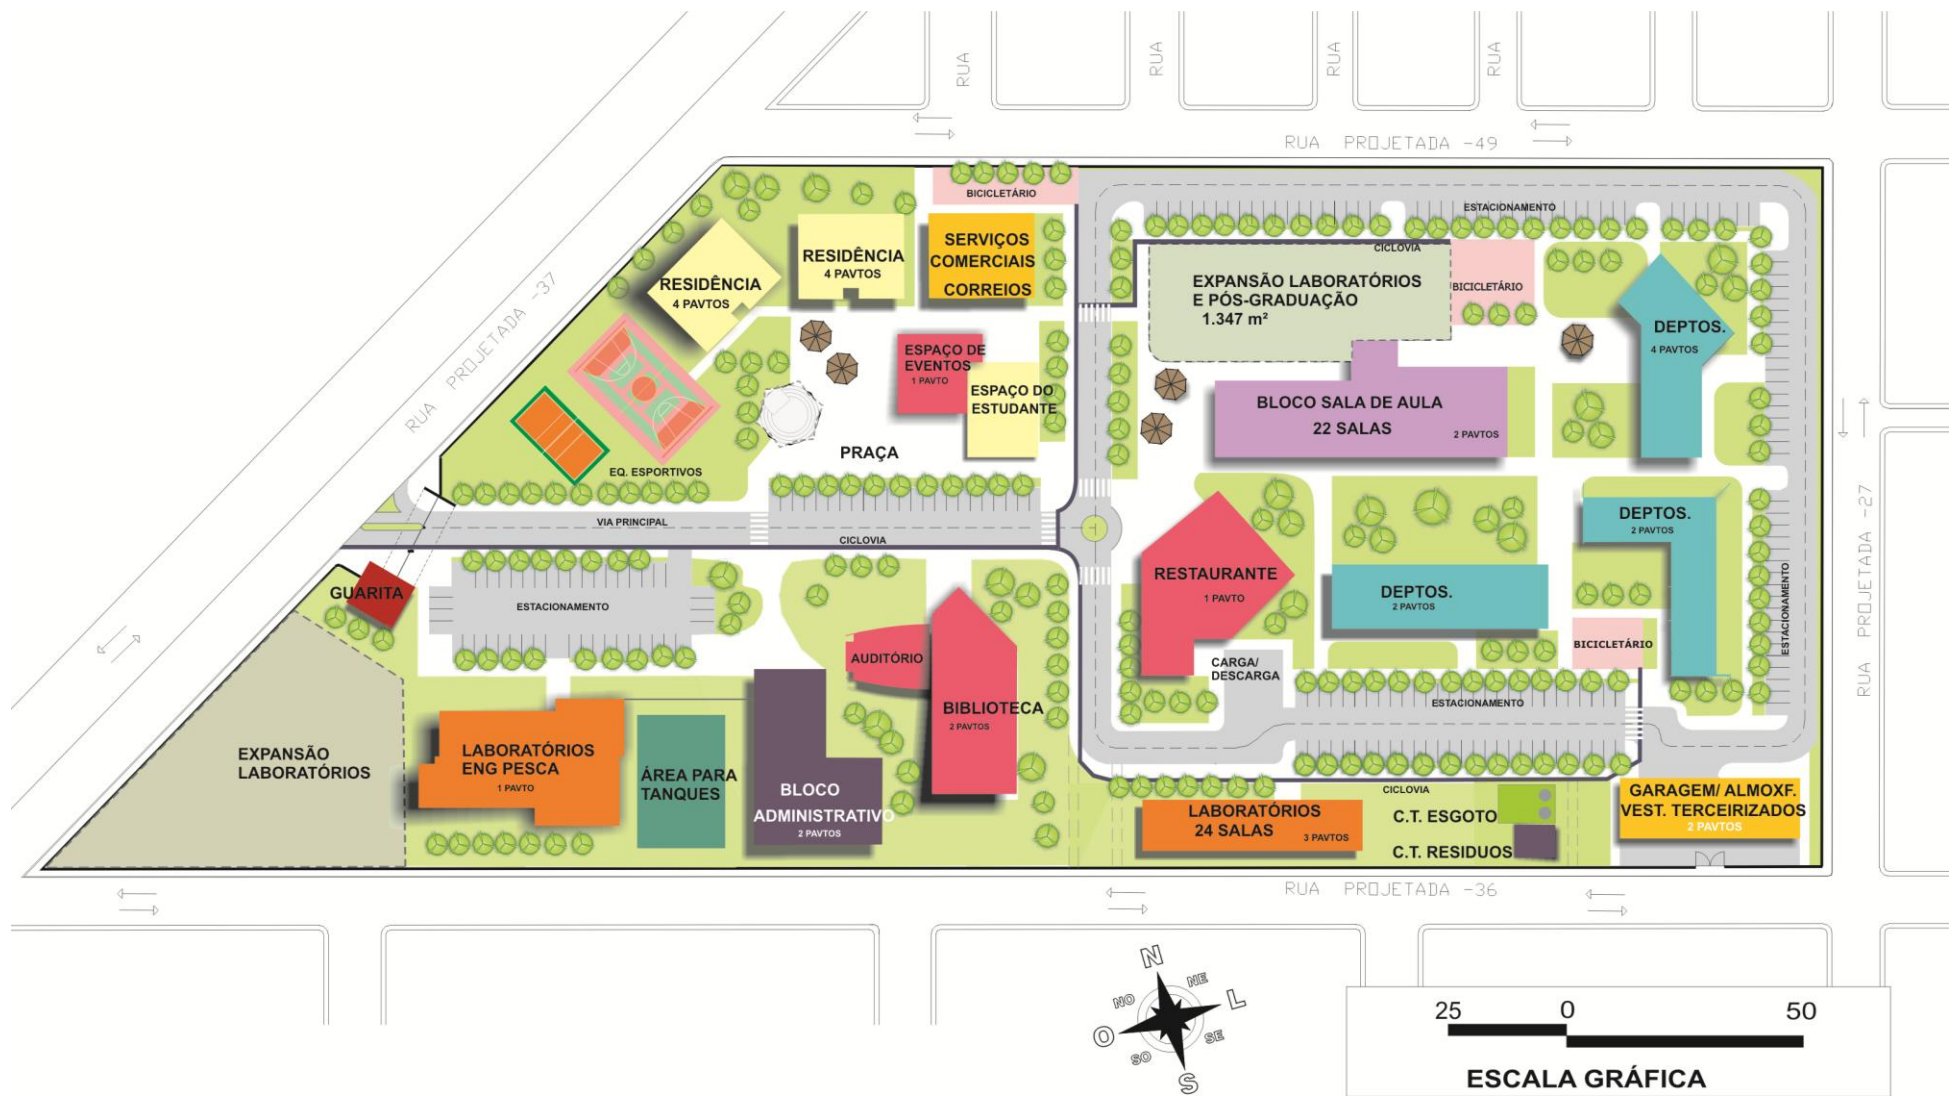 RUA
RUA
RUA
RUA
RUA PROJETADA -49
BICICLETÁRIO
ESTACIONAMENTO
SERVIÇOS
COMERCIAIS
CORREIOS
RESIDÊNCIA
4 PAVTOS
RESIDÊNCIA
4 PAVTOS
CICLOVIA
EXPANSÃO LABORATÓRIOS
E PÓS-GRADUAÇÃO
1.347 m²
BICICLETÁRIO
DEPTOS.
4 PAVTOS
RUA PROJETADA -37
ESPAÇO DE
EVENTOS
1 PAVTO
ESPAÇO DO
ESTUDANTE
BLOCO SALA DE AULA
22 SALAS
2 PAVTOS
PRAÇA
EQ. ESPORTIVOS
VIA PRINCIPAL
CICLOVIA
DEPTOS.
2 PAVTOS
RUA PROJETADA -27
GUARITA
ESTACIONAMENTO
RESTAURANTE
1 PAVTO
DEPTOS.
2 PAVTOS
ESTACIONAMENTO
AUDITÓRIO
BICICLETÁRIO
CARGA/
DESCARGA
BIBLIOTECA
2 PAVTOS
ESTACIONAMENTO
EXPANSÃO
LABORATÓRIOS
LABORATÓRIOS
ENG PESCA
1 PAVTO
ÁREA PARA
TANQUES
BLOCO
ADMINISTRATIVO
2 PAVTOS
CICLOVIA
LABORATÓRIOS
24 SALAS
3 PAVTOS
C.T. ESGOTO
C.T. RESIDUOS
GARAGEM/ ALMOXF.
VEST. TERCEIRIZADOS
2 PAVTOS
RUA PROJETADA -36
N
NO
NE
L
O
SO
SE
S
25 0 50
ESCALA GRÁFICA